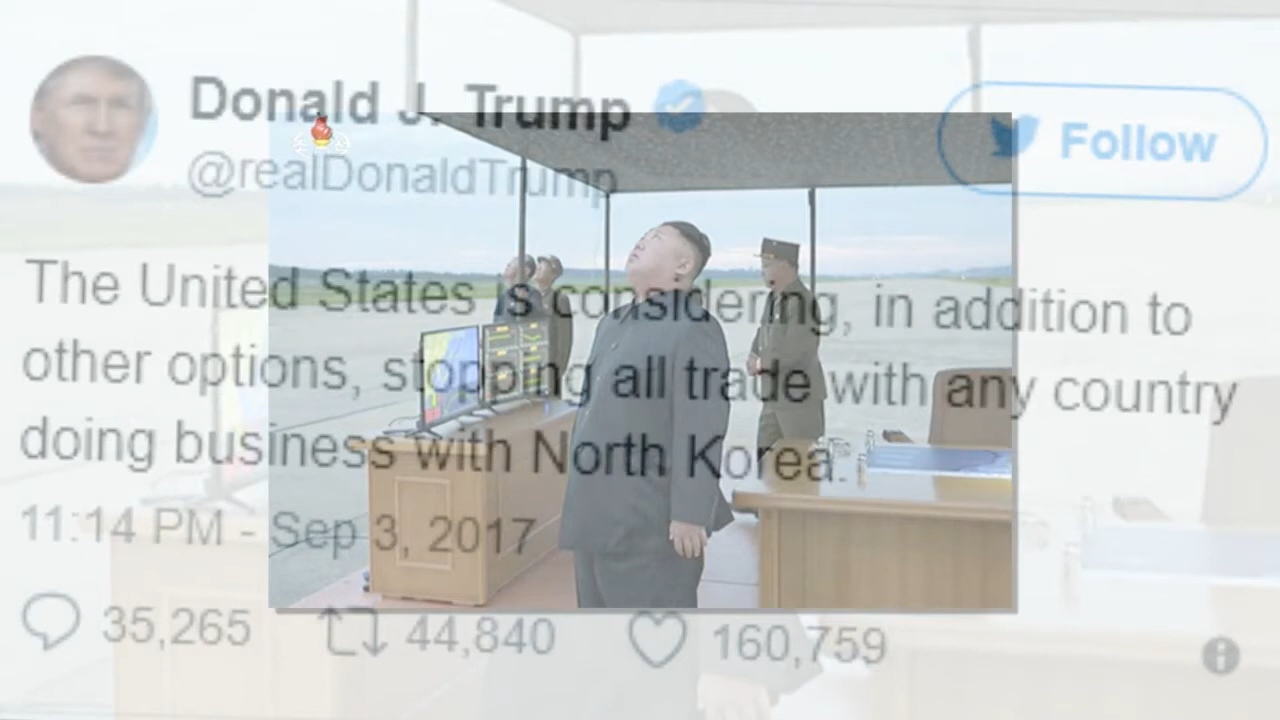 Donald J. Trump
@realDonaldTrump
Follow
The United States is considering, in addition to
other options, stopping all trade with any country
doing business with North Korea.
11:14 PM - Sep 3, 2017
35,265 44,840 160,759